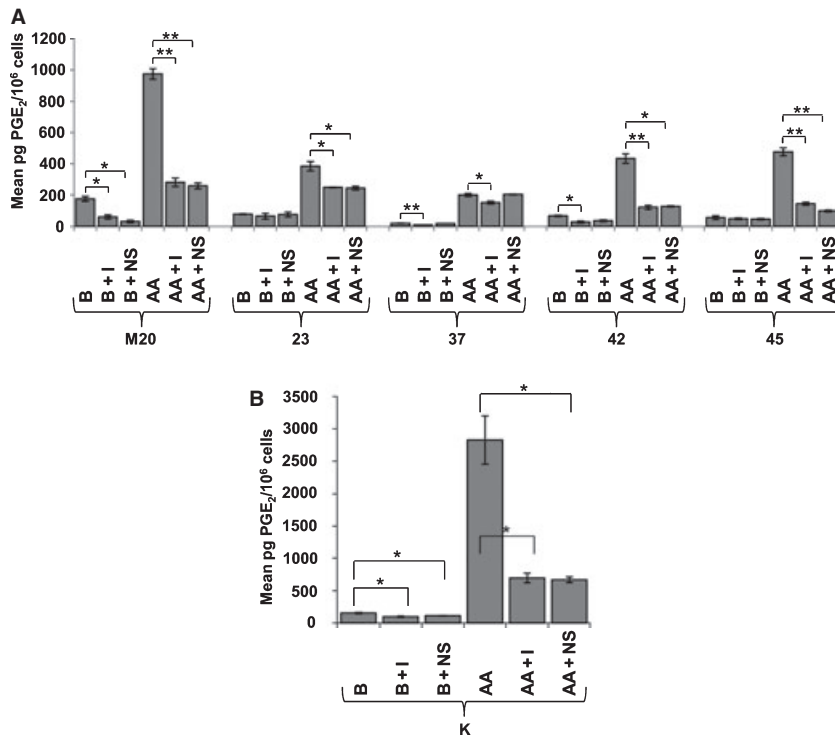 A
Mean pg PGE₂/10⁶ cells
1200
1000
800
600
400
200
0
** ** * * * * ** * * ** * ** **
B B + I B + NS AA AA + I AA + NS B B + I B + NS AA AA + I AA + NS B B + I B + NS AA AA + I AA + NS B B + I B + NS AA AA + I AA + NS B B + I B + NS AA AA + I AA + NS
M20 23 37 42 45
B
Mean pg PGE₂/10⁶ cells
3500
3000
2500
2000
1500
1000
500
0
* * * *
B B + I B + NS AA AA + I AA + NS
K